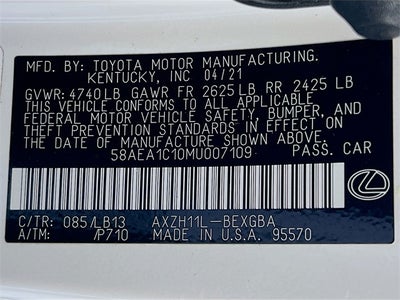 MFD. BY: TOYOTA MOTOR MANUFACTURING.
KENTUCKY, INC 04/21
GVWR: 4740LB GAWR FR 2625LB RR 2425 LB
THIS VEHICLE CONFORMS TO ALL APPLICABLE
FEDERAL MOTOR VEHICLE SAFETY, BUMPER, AND
THEFT PREVENTION STANDARDS IN EFFECT ON
THE DATE OF MANUFACTURE SHOWN ABOVE.
58AEA1C10MU007109 PASS. CAR
C/TR: 085/LB13 AXZH11L-BEXGBA
A/TM: /P710 MADE IN U.S.A. 95570